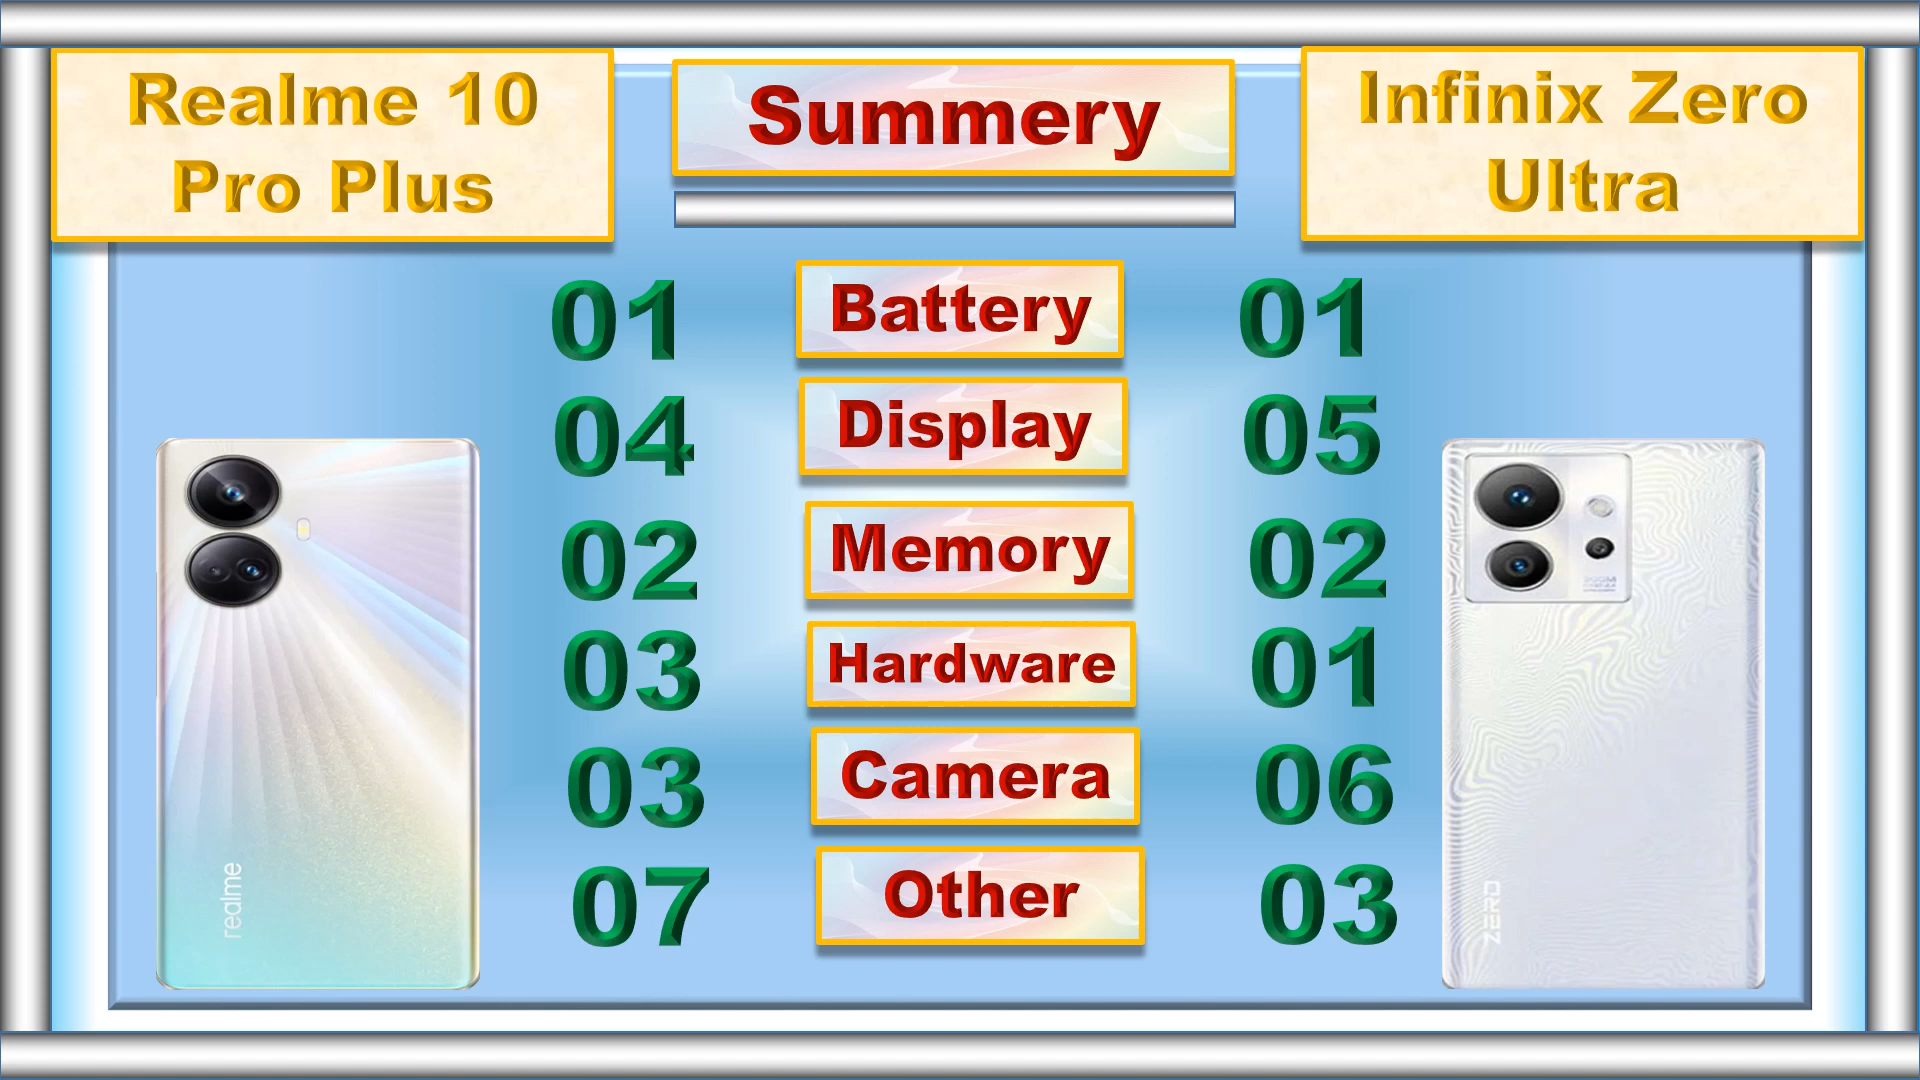 Realme 10
Pro Plus
Summery
Infinix Zero
Ultra
01 Battery 01
04 Display 05
02 Memory 02
03 Hardware 01
03 Camera 06
07 Other 03
realme
ZERO